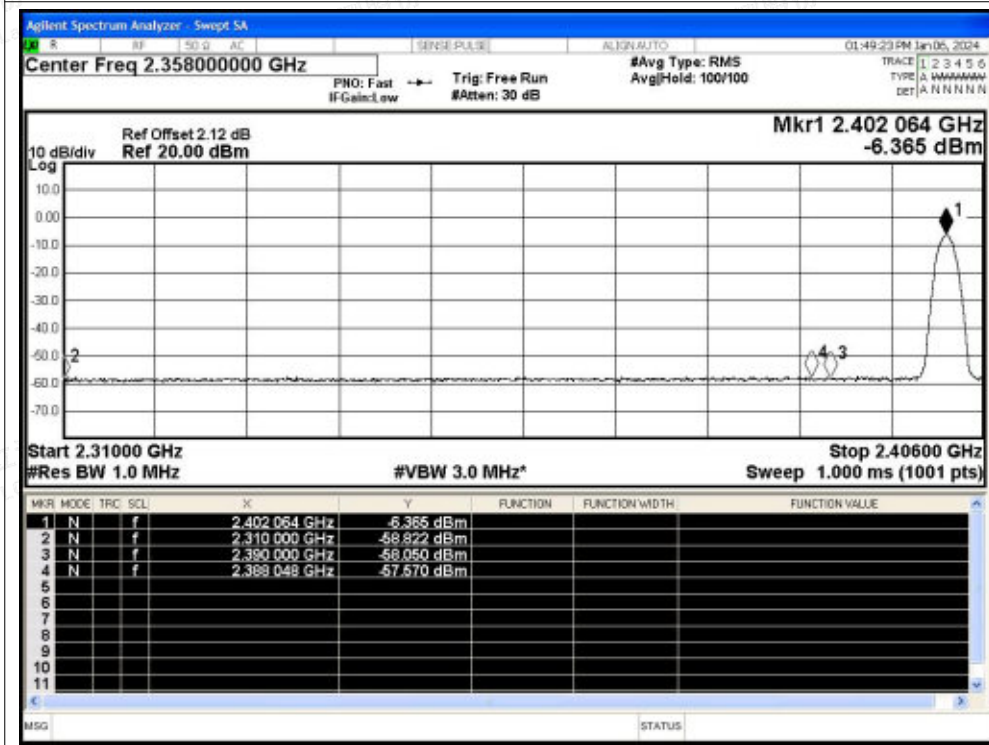 Agilent Spectrum Analyzer - Swept SA
R RF 50 Ω AC SENSE:PULSE ALIGN AUTO 01:49:23 PM Jan 06, 2024
Center Freq 2.358000000 GHz #Avg Type: RMS TRACE 1 2 3 4 5 6
PNO: Fast Trig: Free Run Avg|Hold: 100/100 TYPE A WWWWW
IFGain:Low #Atten: 30 dB DET A N N N N N
Mkr1 2.402 064 GHz
Ref Offset 2.12 dB
10 dB/div Ref 20.00 dBm -6.365 dBm
Log
10.0
0.00
1
-10.0
-20.0
-30.0
-40.0
-50.0 2 4 3
-60.0
-70.0
Start 2.31000 GHz Stop 2.40600 GHz
#Res BW 1.0 MHz #VBW 3.0 MHz* Sweep 1.000 ms (1001 pts)
MKR MODE TRC SCL X Y FUNCTION FUNCTION WIDTH FUNCTION VALUE
1 N f 2.402 064 GHz -6.365 dBm
2 N f 2.310 000 GHz -58.822 dBm
3 N f 2.390 000 GHz -58.050 dBm
4 N f 2.388 048 GHz -57.570 dBm
5
6
7
8
9
10
11
MSG STATUS